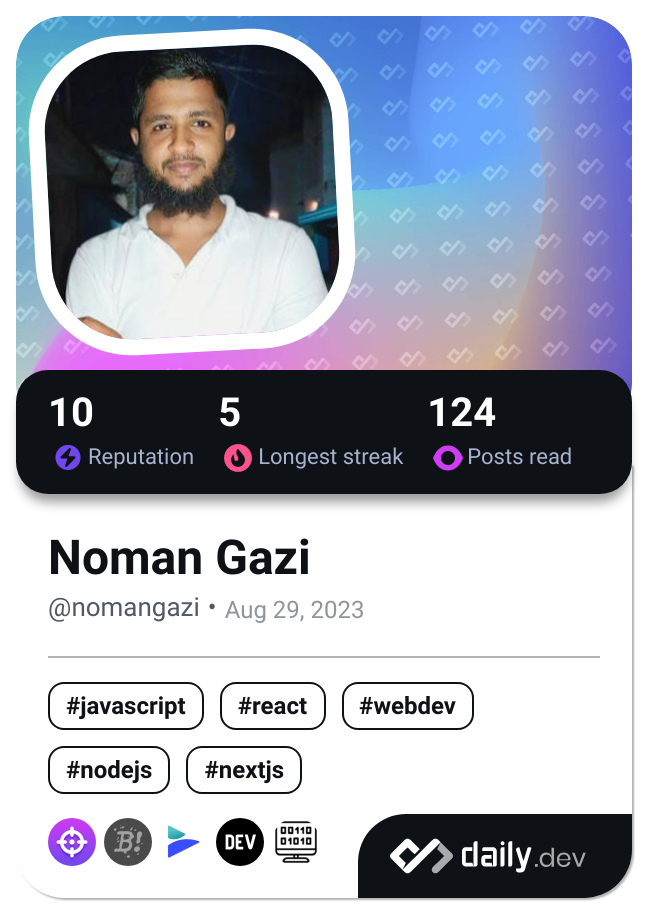 10 5 124
Reputation Longest streak Posts read
Noman Gazi
@nomangazi • Aug 29, 2023
#javascript #react #webdev
#nodejs #nextjs
B! DEV 00110
01010
daily.dev